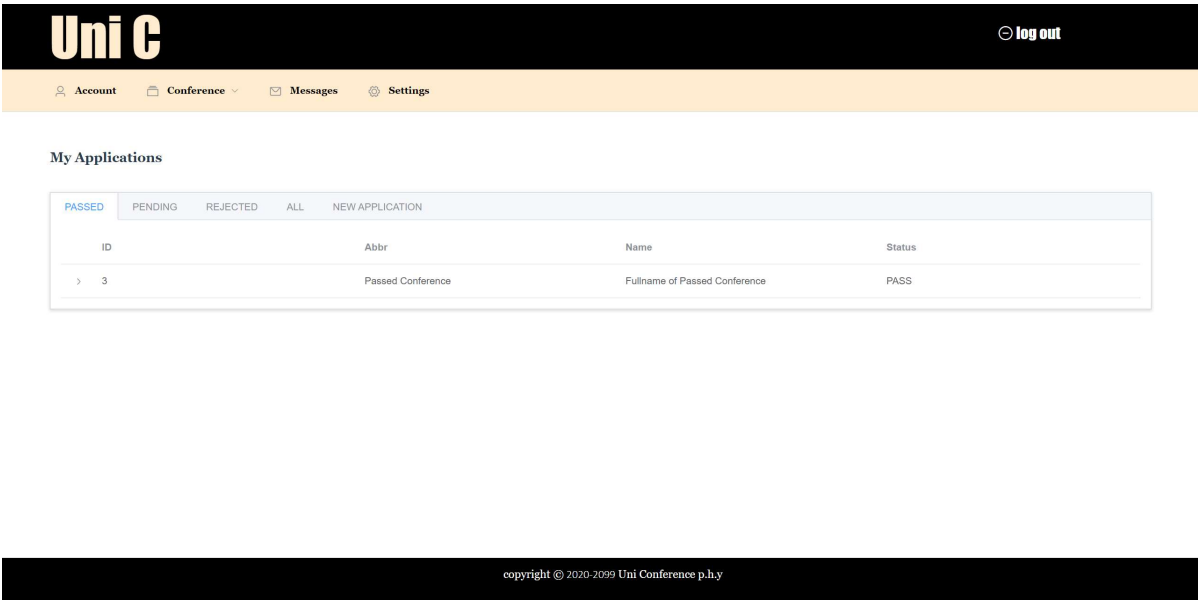 Uni C
log out
Account Conference Messages Settings
My Applications
PASSED PENDING REJECTED ALL NEW APPLICATION
ID Abbr Name Status
3 Passed Conference Fullname of Passed Conference PASS
copyright © 2020-2099 Uni Conference p.h.y